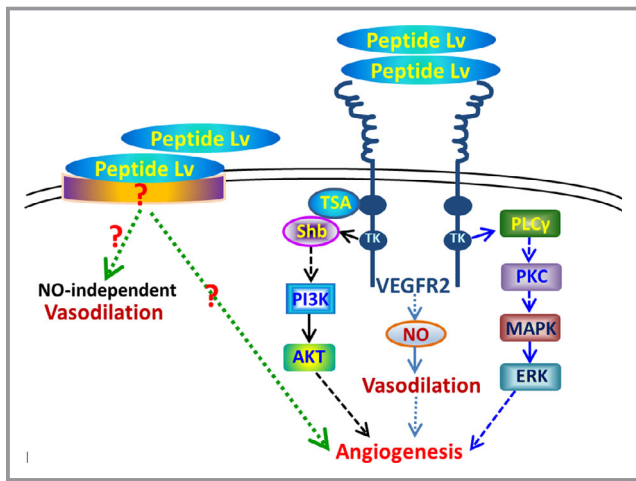 Peptide Lv
Peptide Lv
Peptide Lv
Peptide Lv
?
?
NO-independent
Vasodilation
?
TSA
Shb
TK
TK
PLCγ
PI3K
VEGFR2
PKC
AKT
NO
MAPK
Vasodilation
ERK
Angiogenesis